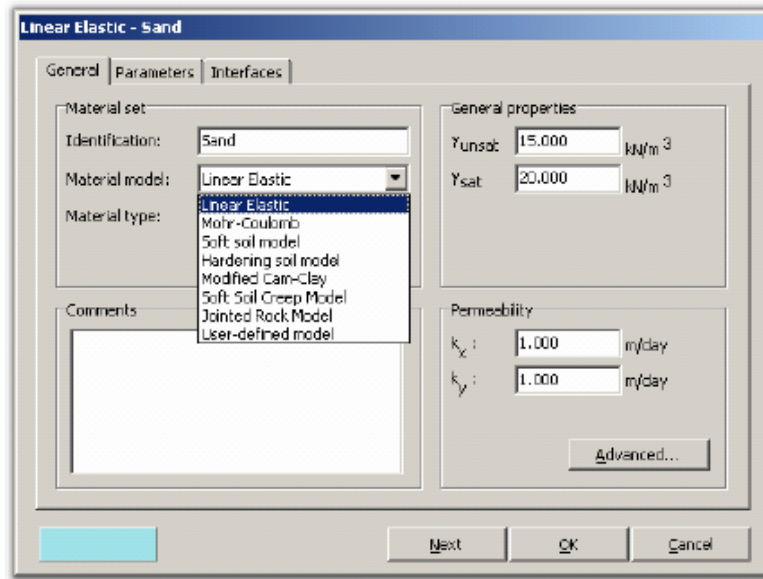 Linear Elastic - Sand
General Parameters Interfaces
Material set
Identification: Sand
Material model: Linear Elastic
Material type:
Linear Elastic
Mohr-Coulomb
Soft soil model
Hardening soil model
Modified Cam-Clay
Soft Soil Creep Model
Jointed Rock Model
User-defined model
Comments
General properties
γunsat 15.000 kN/m 3
γsat 20.000 kN/m 3
Permeability
kx : 1.000 m/day
ky : 1.000 m/day
Advanced...
Next OK Cancel